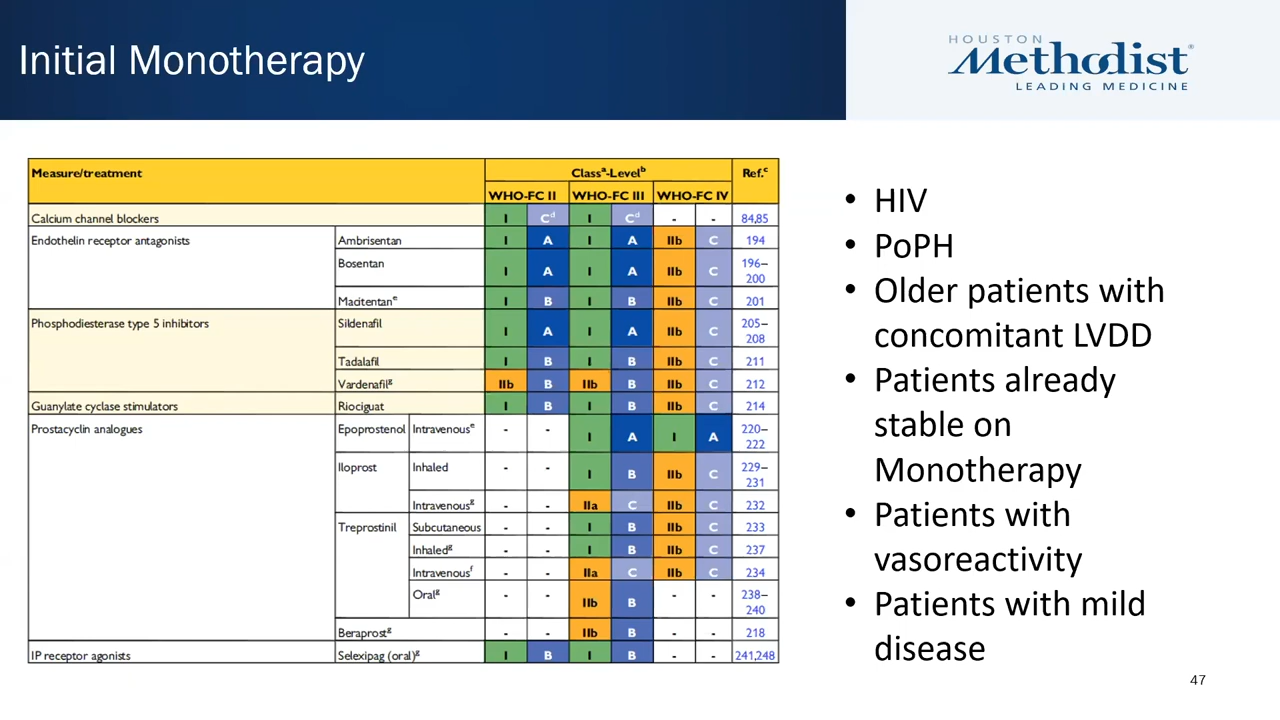 Initial Monotherapy
HOUSTON
Methodist®
LEADING MEDICINE
Measure/treatment Classᵃ-Levelᵇ Ref.ᶜ
WHO-FC II WHO-FC III WHO-FC IV
Calcium channel blockers I Cᵈ I Cᵈ - - 84,85
Endothelin receptor antagonists Ambrisentan I A I A IIb C 194
Bosentan I A I A IIb C 196–
200
Macitentanᵉ I B I B IIb C 201
Phosphodiesterase type 5 inhibitors Sildenafil I A I A IIb C 205–
208
Tadalafil I B I B IIb C 211
Vardenafilᵍ IIb B IIb B IIb C 212
Guanylate cyclase stimulators Riociguat I B I B IIb C 214
Prostacyclin analogues Epoprostenol Intravenousᵉ - - I A I A 220–
222
Iloprost Inhaled - - I B IIb C 229–
231
Intravenousᵍ - - IIa C IIb C 232
Treprostinil Subcutaneous - - I B IIb C 233
Inhaledᵍ - - I B IIb C 237
Intravenousᶠ - - IIa C IIb C 234
Oralᵍ - - IIb B - - 238–
240
Beraprostᵍ - - IIb B - - 218
IP receptor agonists Selexipag (oral)ᵍ I B I B - - 241,248
• HIV
• PoPH
• Older patients with
concomitant LVDD
• Patients already
stable on
Monotherapy
• Patients with
vasoreactivity
• Patients with mild
disease
47